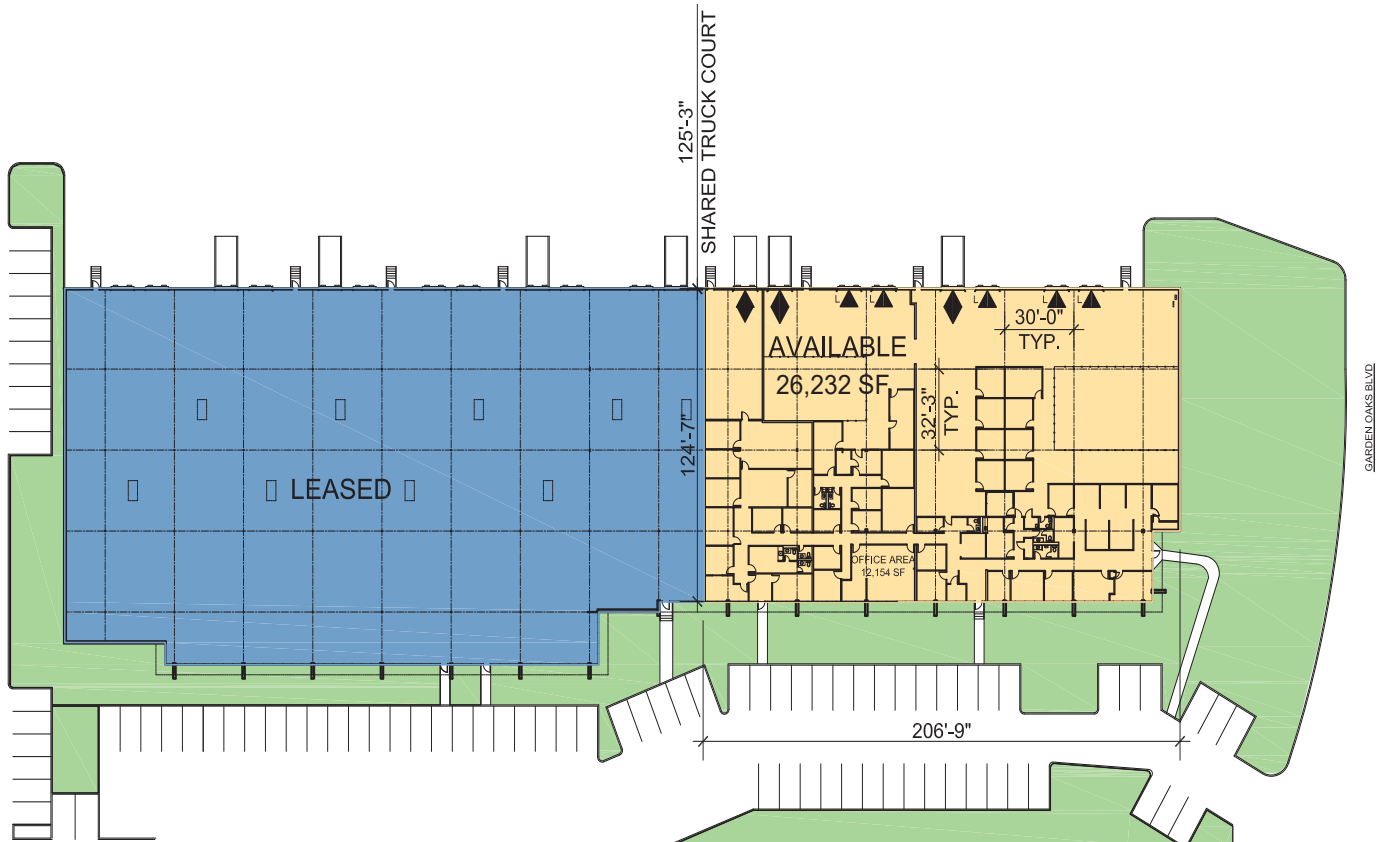 125'-3"
SHARED TRUCK COURT
L
L
L
L
L
30'-0"
TYP.
AVAILABLE
26,232 SF
32'-3"
TYP.
124'-7"
LEASED
OFFICE AREA
12,154 SF
206'-9"
GARDEN OAKS BLVD